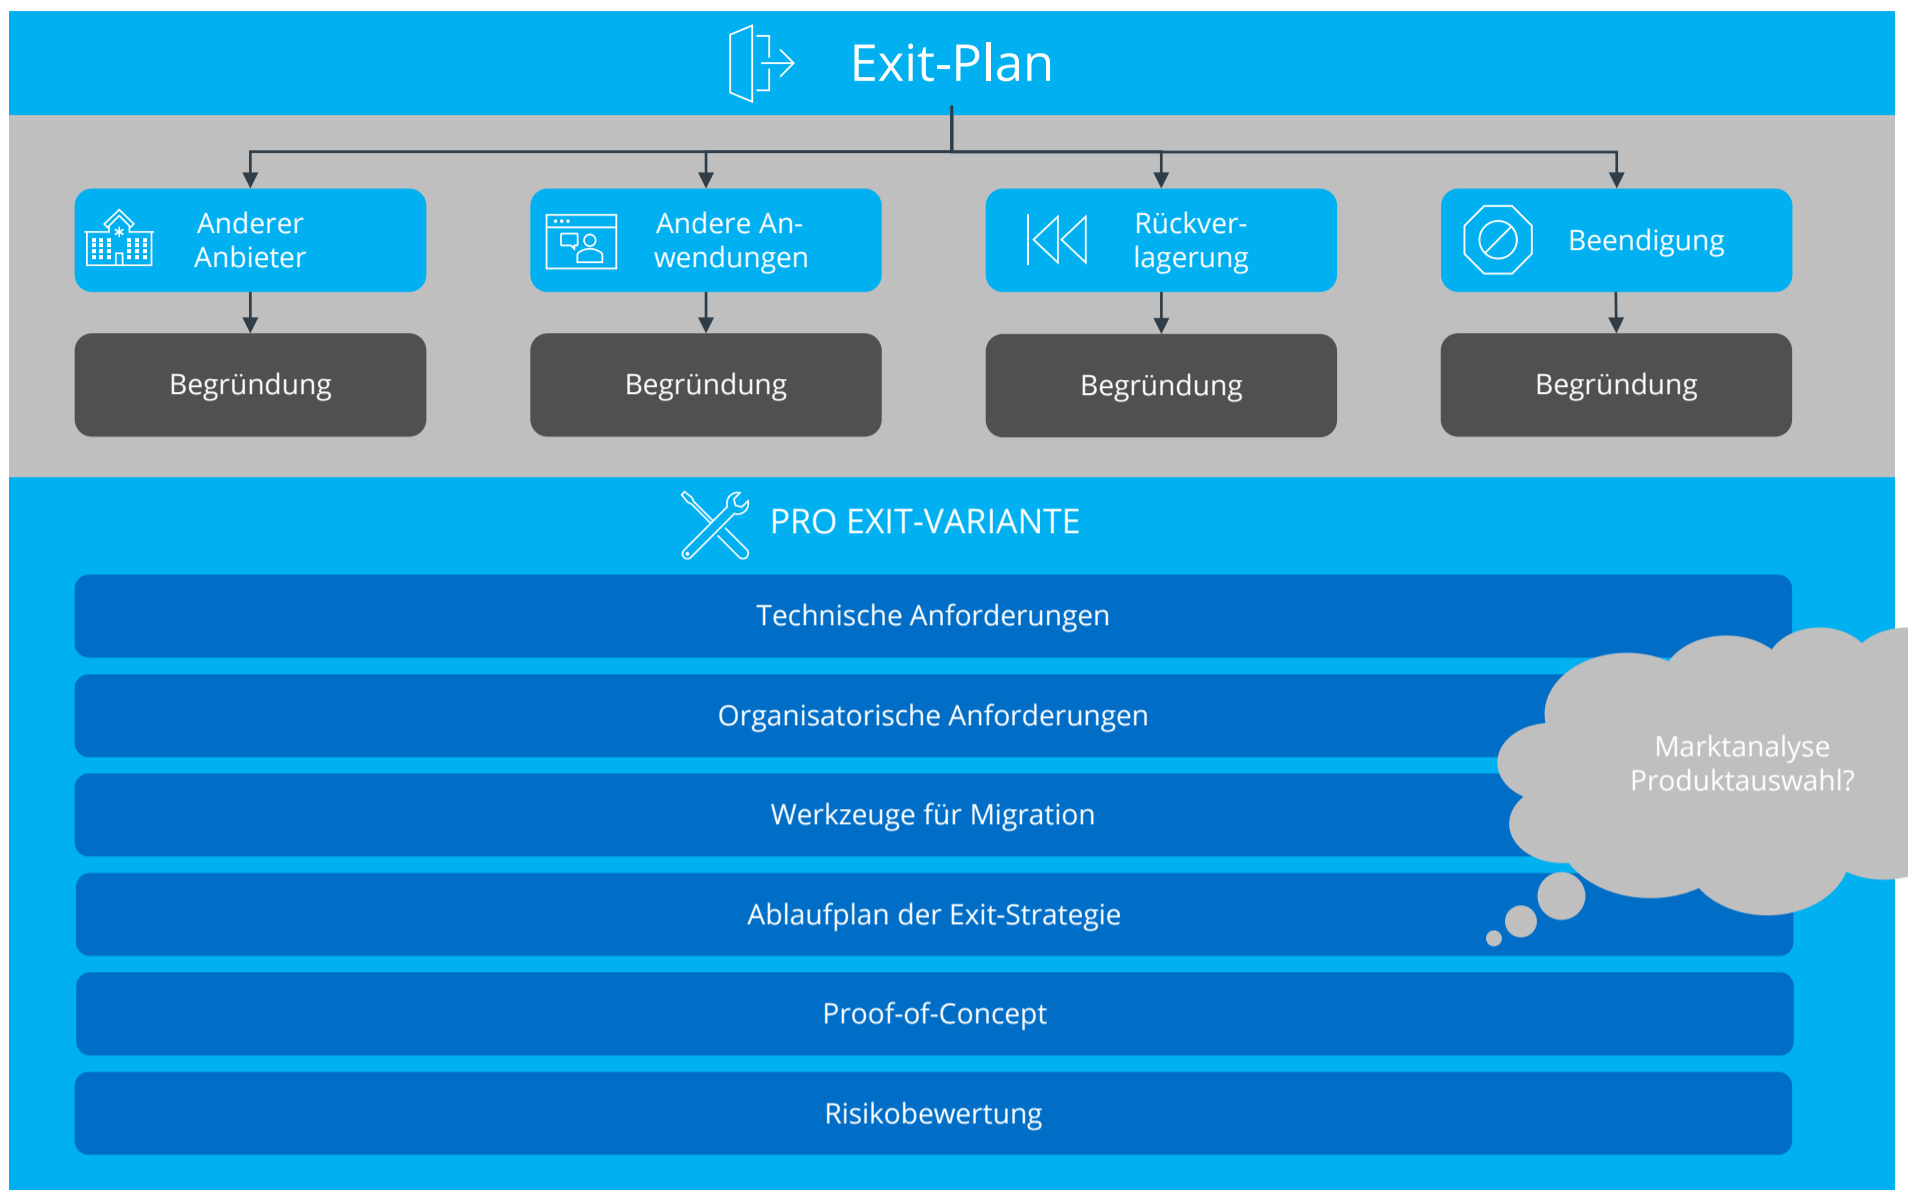 Exit-Plan
Anderer
Anbieter
Andere An-
wendungen
Rückver-
lagerung
Beendigung
Begründung
Begründung
Begründung
Begründung
PRO EXIT-VARIANTE
Technische Anforderungen
Organisatorische Anforderungen
Marktanalyse
Produktauswahl?
Werkzeuge für Migration
Ablaufplan der Exit-Strategie
Proof-of-Concept
Risikobewertung